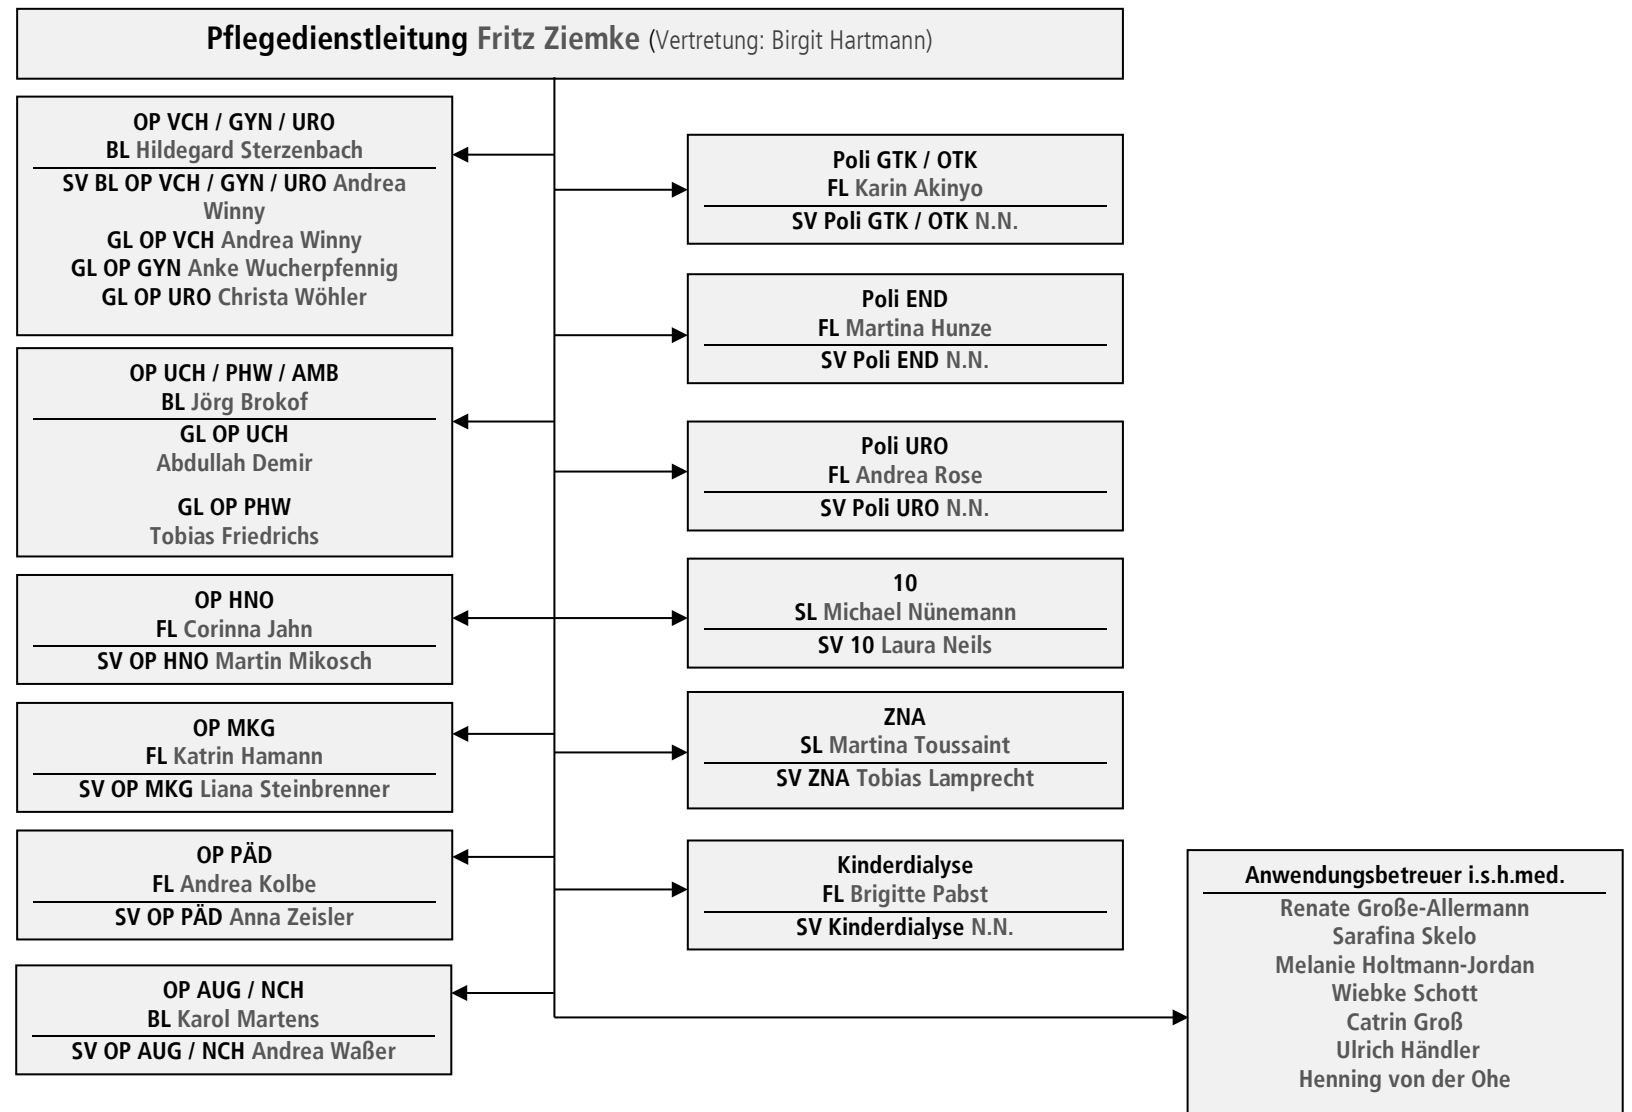 Pflegedienstleitung Fritz Ziemke (Vertretung: Birgit Hartmann)
OP VCH / GYN / URO
BL Hildegard Sterzenbach
SV BL OP VCH / GYN / URO Andrea
Winny
GL OP VCH Andrea Winny
GL OP GYN Anke Wucherpfennig
GL OP URO Christa Wöhler
OP UCH / PHW / AMB
BL Jörg Brokof
GL OP UCH
Abdullah Demir
GL OP PHW
Tobias Friedrichs
OP HNO
FL Corinna Jahn
SV OP HNO Martin Mikosch
OP MKG
FL Katrin Hamann
SV OP MKG Liana Steinbrenner
OP PÄD
FL Andrea Kolbe
SV OP PÄD Anna Zeisler
OP AUG / NCH
BL Karol Martens
SV OP AUG / NCH Andrea Waßer
Poli GTK / OTK
FL Karin Akinyo
SV Poli GTK / OTK N.N.
Poli END
FL Martina Hunze
SV Poli END N.N.
Poli URO
FL Andrea Rose
SV Poli URO N.N.
10
SL Michael Nünemann
SV 10 Laura Neils
ZNA
SL Martina Toussaint
SV ZNA Tobias Lamprecht
Kinderdialyse
FL Brigitte Pabst
SV Kinderdialyse N.N.
Anwendungsbetreuer i.s.h.med.
Renate Große-Allermann
Sarafina Skelo
Melanie Holtmann-Jordan
Wiebke Schott
Catrin Groß
Ulrich Händler
Henning von der Ohe